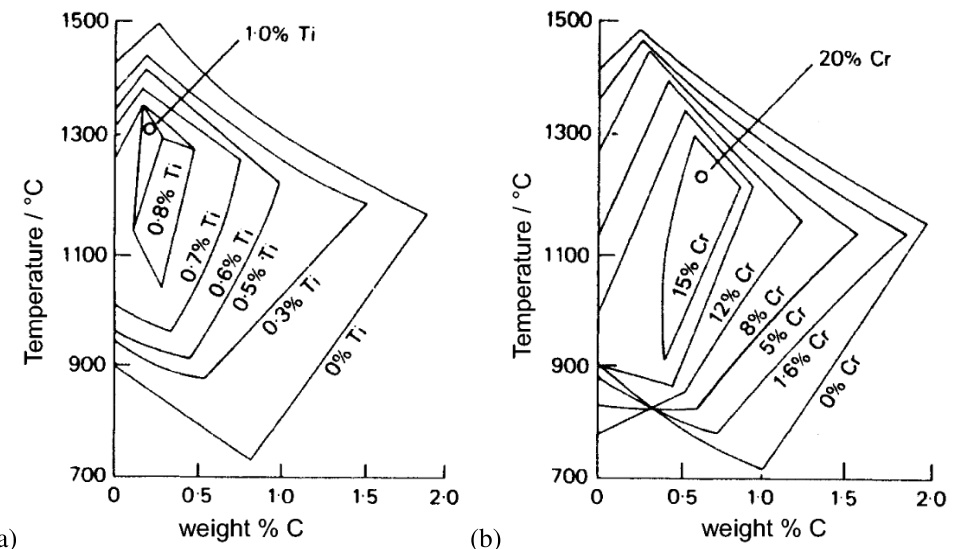 1500
1300
1100
900
700
Temperature / °C
1·0% Ti
0·8% Ti
0·7% Ti
0·6% Ti
0·5% Ti
0·3% Ti
0% Ti
0 0·5 1·0 1·5 2·0
weight % C
a)
1500
1300
1100
900
700
Temperature / °C
20% Cr
15% Cr
12% Cr
8% Cr
5% Cr
1·6% Cr
0% Cr
0 0·5 1·0 1·5 2·0
weight % C
(b)